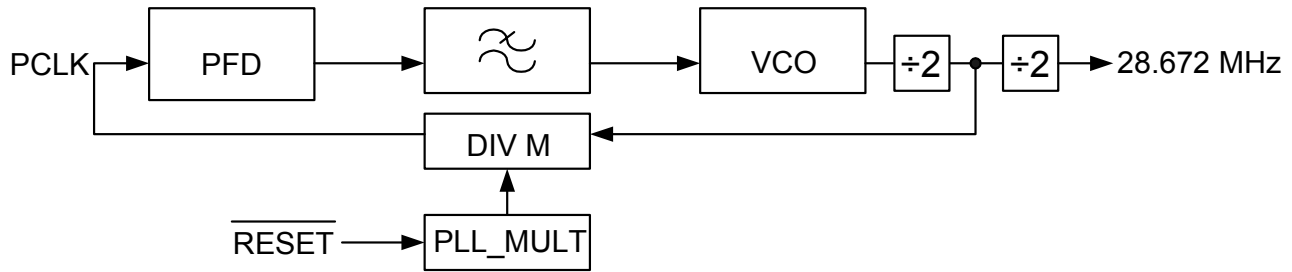 PCLK
PFD
VCO
÷2
÷2
28.672 MHz
DIV M
RESET
PLL_MULT